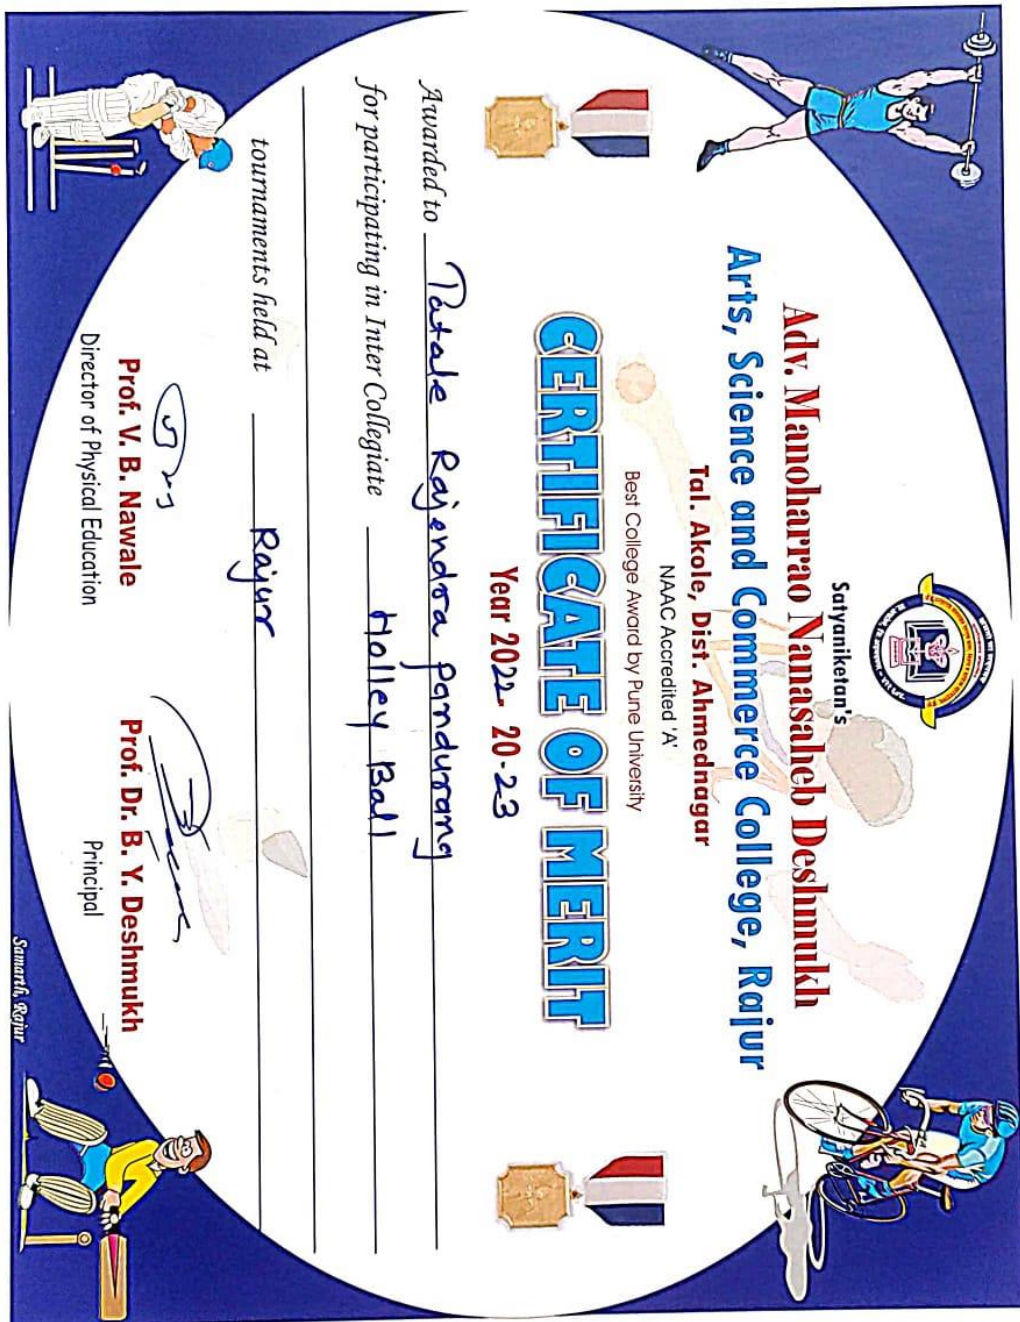 Satyaniketan's
Adv. Manoharrao Nanasaheb Deshmukh
Arts, Science and Commerce College, Rajur
Tal. Akole, Dist. Ahmednagar
NAAC Accredited 'A'
Best College Award by Pune University
CERTIFICATE OF MERIT
Year 2022- 20-23
Awarded to Patale Rajendra Pandurang
for participating in Inter Collegiate Holley Ball
tournaments held at Rajur
Prof. V. B. Nawale Prof. Dr. B. Y. Deshmukh
Director of Physical Education Principal
Samarth, Rajur